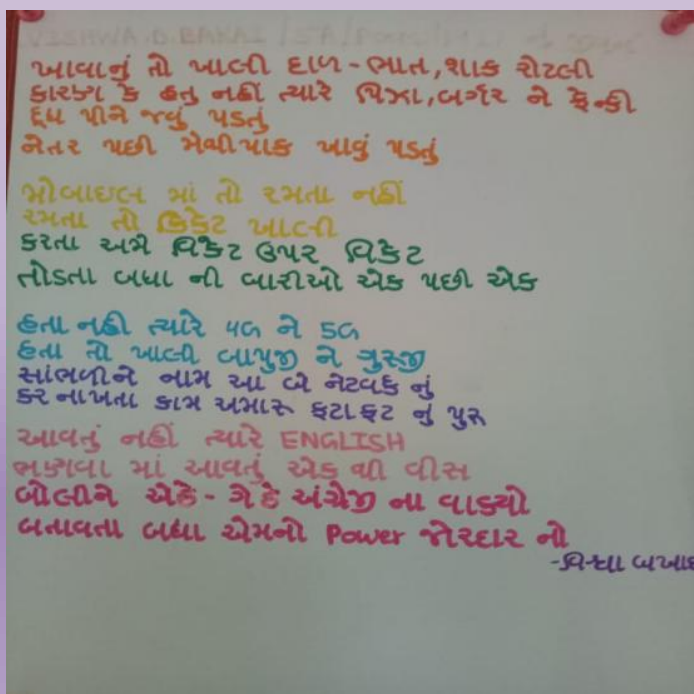 ખાવાનું તો ખાલી દાળ - ભાત, શાક રોટલી
કારણ કે હતુ નહીં ત્યારે પિઝા, બર્ગર ને ફ્રેન્કી
દૂધ પીને જવું પડતું
નેતર પછી મેથીપાક ખાવું પડતું
મોબાઇલ માં તો રમતા નહીં
રમતા તો ક્રિકેટ ખાલી
કરતા અમે વિકેટ ઉપર વિકેટ
તોડતા બધા ની બારીઓ એક પછી એક
હતા નહી ત્યારે 4G ને 5G
હતા તો ખાલી બાપુજી ને ગુરુજી
સાંભળીને નામ આ બે નેટવર્ક નું
કર નાખતા કામ અમારૂ ફટાફટ નું પુરૂ
આવતું નહીં ત્યારે ENGLISH
ભણવા માં આવતું એક થી વીસ
બોલીને એકે - ગેકે અંગ્રેજી ના વાક્યો
બતાવતા બધા એમનો Power જોરદાર નો